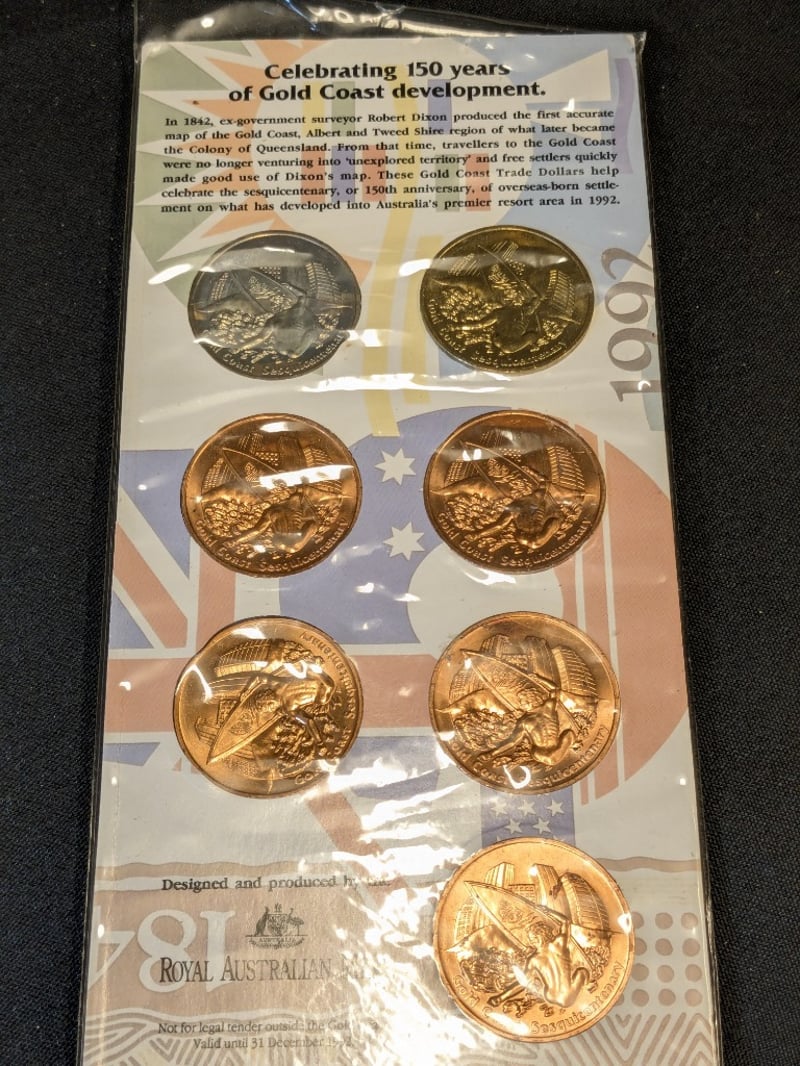 Celebrating 150 years
of Gold Coast development.
In 1842, ex-government surveyor Robert Dixon produced the first accurate
map of the Gold Coast, Albert and Tweed Shire region of what later became
the Colony of Queensland. From that time, travellers to the Gold Coast
were no longer venturing into 'unexplored territory' and free settlers quickly
made good use of Dixon's map. These Gold Coast Trade Dollars help
celebrate the sesquicentenary, or 150th anniversary, of overseas-born settle-
ment on what has developed into Australia's premier resort area in 1992.
Coast Sesquicentenary
Gold Coast Sesquicentenary
1992
Gold Coast Sesquicentenary
Gold Coast Sesquicentenary
Sesquicentenary
Gold Coast Sesquicentenary
Sesquicentenary
Designed and produced by the
184
AUSTRALIA
ROYAL AUSTRALIAN
Not for legal tender outside the Gold
Valid until 31 December 1992